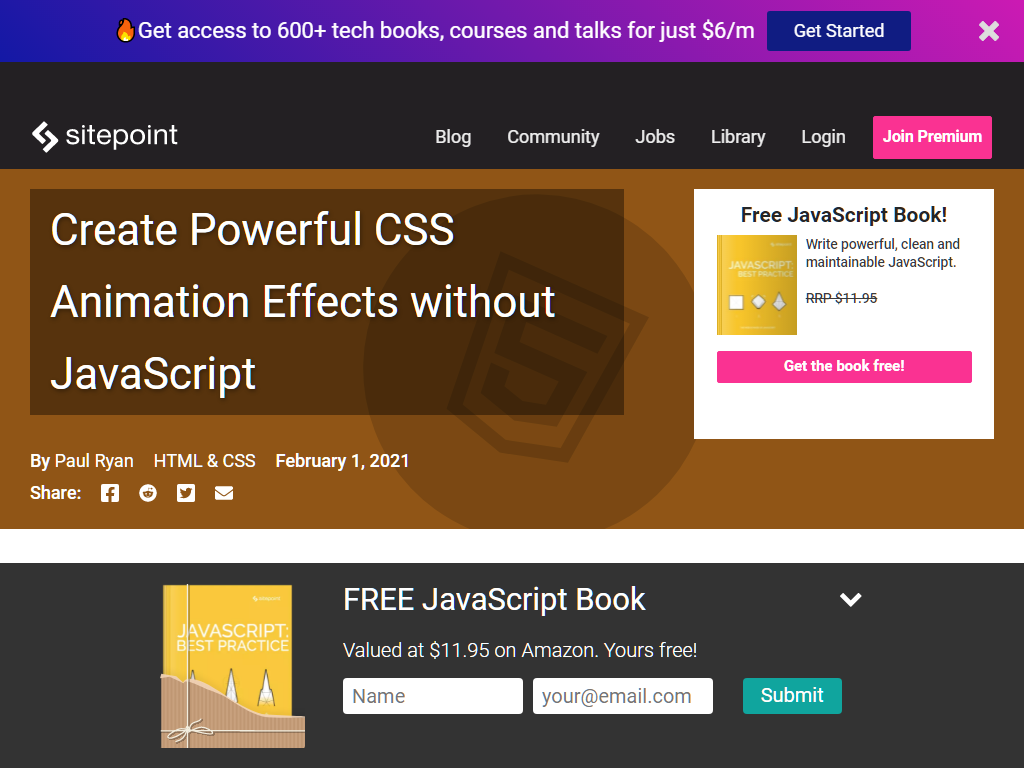 🔥Get access to 600+ tech books, courses and talks for just $6/m
Get Started
sitepoint
Blog
Community
Jobs
Library
Login
Join Premium
Create Powerful CSS
Animation Effects without
JavaScript
By Paul Ryan
HTML & CSS
February 1, 2021
Share:
Free JavaScript Book!
JAVASCRIPT:
BEST PRACTICE
Write powerful, clean and
maintainable JavaScript.
RRP $11.95
Get the book free!
sitepoint
JAVASCRIPT:
BEST PRACTICE
FREE JavaScript Book
Valued at $11.95 on Amazon. Yours free!
Name
your@email.com
Submit